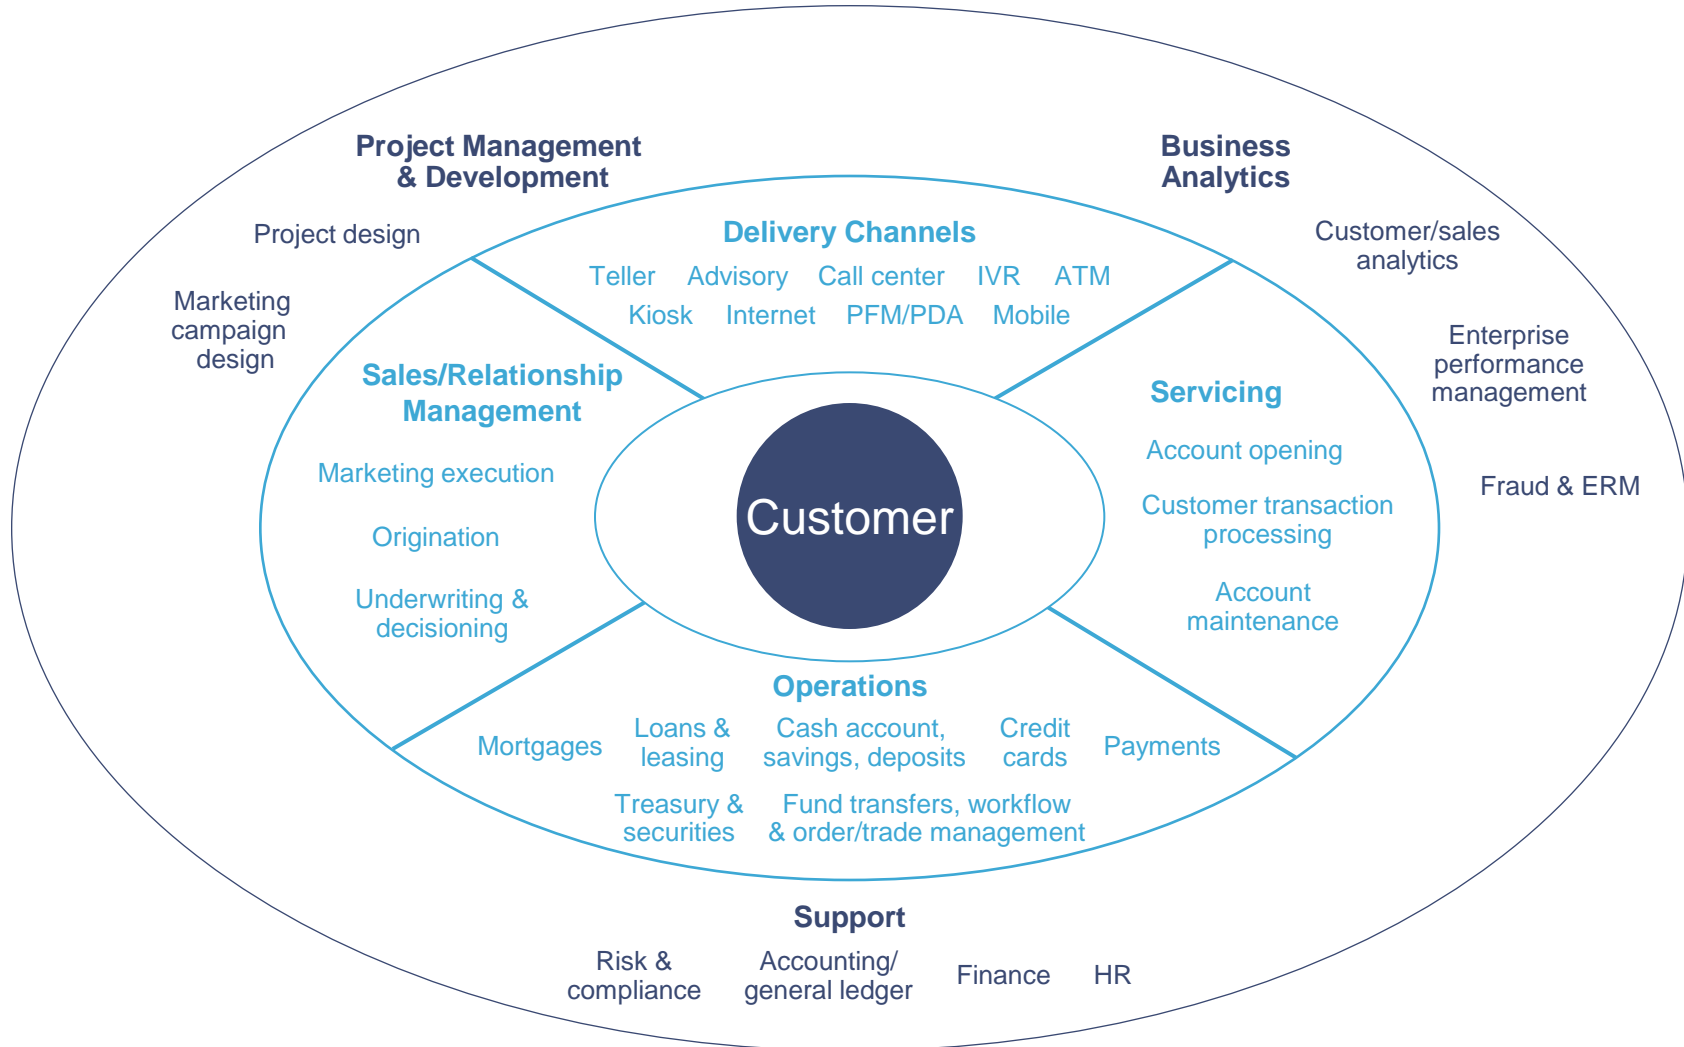 Project Management
& Development
Project design
Marketing
campaign
design
Business
Analytics
Customer/sales
analytics
Enterprise
performance
management
Fraud & ERM
Delivery Channels
Teller Advisory Call center IVR ATM
Kiosk Internet PFM/PDA Mobile
Sales/Relationship
Management
Marketing execution
Origination
Underwriting &
decisioning
Customer
Servicing
Account opening
Customer transaction
processing
Account
maintenance
Operations
Mortgages
Loans &
leasing
Cash account,
savings, deposits
Credit
cards
Payments
Treasury &
securities
Fund transfers, workflow
& order/trade management
Support
Risk &
compliance
Accounting/
general ledger
Finance
HR